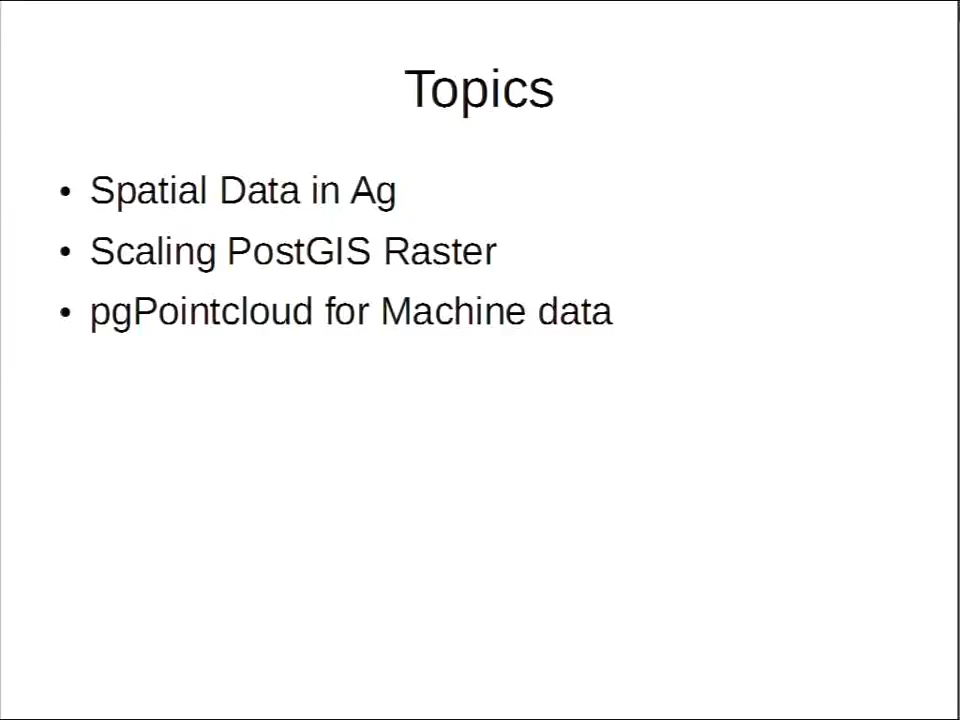 Topics
• Spatial Data in Ag
• Scaling PostGIS Raster
• pgPointcloud for Machine data